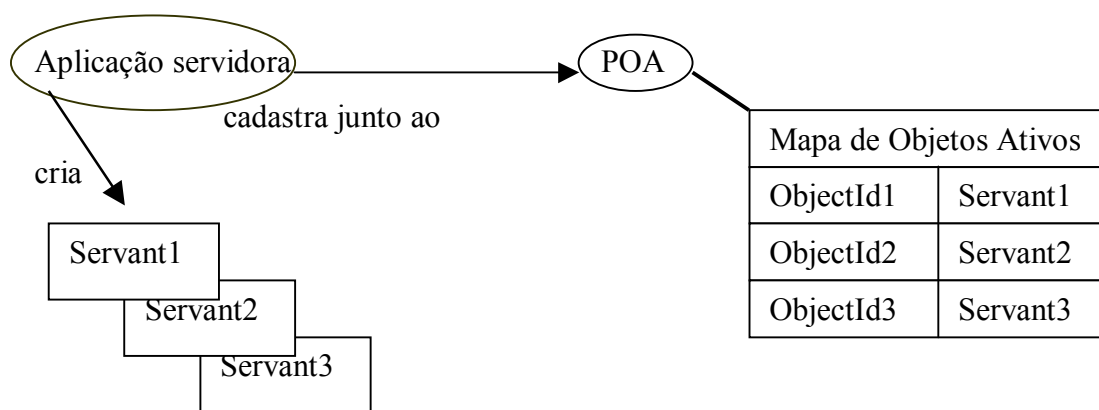 Aplicação servidora
POA
cadastra junto ao
cria
Mapa de Objetos Ativos
ObjectId1 Servant1
ObjectId2 Servant2
ObjectId3 Servant3
Servant1
Servant2
Servant3